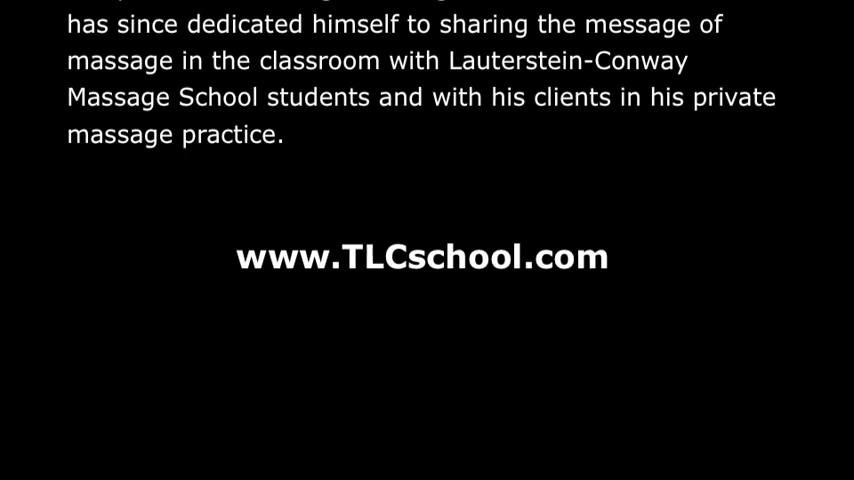 has since dedicated himself to sharing the message of
massage in the classroom with Lauterstein-Conway
Massage School students and with his clients in his private
massage practice.
www.TLCschool.com